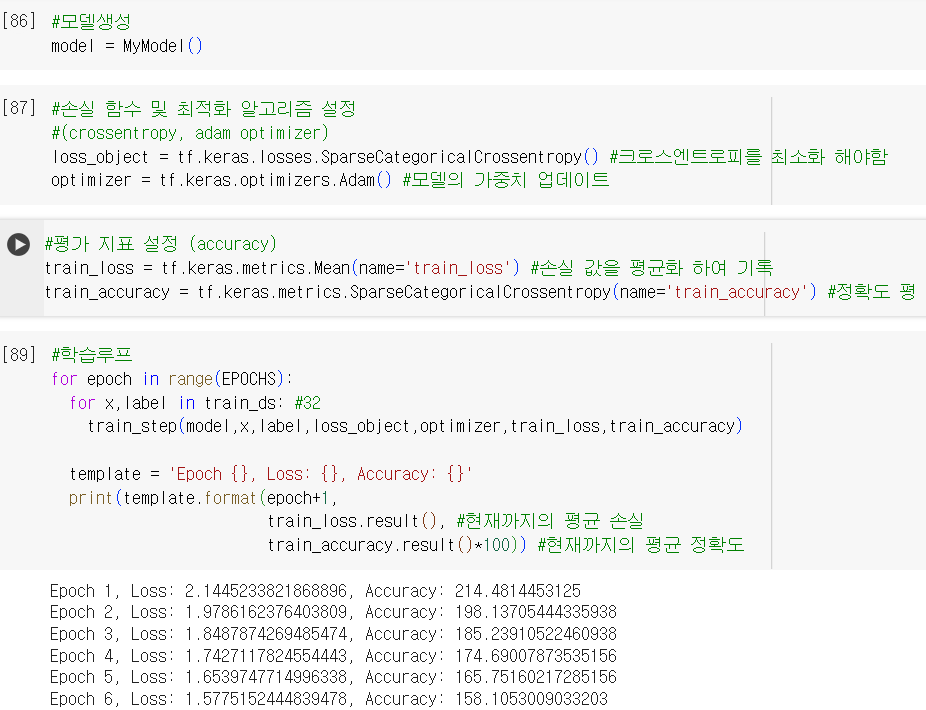 [86] #모델생성
model = MyModel()
[87] #손실 함수 및 최적화 알고리즘 설정
#(crossentropy, adam optimizer)
loss_object = tf.keras.losses.SparseCategoricalCrossentropy() #크로스엔트로피를 최소화 해야함
optimizer = tf.keras.optimizers.Adam() #모델의 가중치 업데이트
#평가 지표 설정 (accuracy)
train_loss = tf.keras.metrics.Mean(name='train_loss') #손실 값을 평균화 하여 기록
train_accuracy = tf.keras.metrics.SparseCategoricalCrossentropy(name='train_accuracy') #정확도 평
[89] #학습루프
for epoch in range(EPOCHS):
for x,label in train_ds: #32
train_step(model,x,label,loss_object,optimizer,train_loss,train_accuracy)
template = 'Epoch {}, Loss: {}, Accuracy: {}'
print(template.format(epoch+1,
train_loss.result(), #현재까지의 평균 손실
train_accuracy.result()*100)) #현재까지의 평균 정확도
Epoch 1, Loss: 2.1445233821868896, Accuracy: 214.4814453125
Epoch 2, Loss: 1.9786162376403809, Accuracy: 198.13705444335938
Epoch 3, Loss: 1.8487874269485474, Accuracy: 185.23910522460938
Epoch 4, Loss: 1.7427117824554443, Accuracy: 174.69007873535156
Epoch 5, Loss: 1.6539747714996338, Accuracy: 165.75160217285156
Epoch 6, Loss: 1.5775152444839478, Accuracy: 158.1053009033203